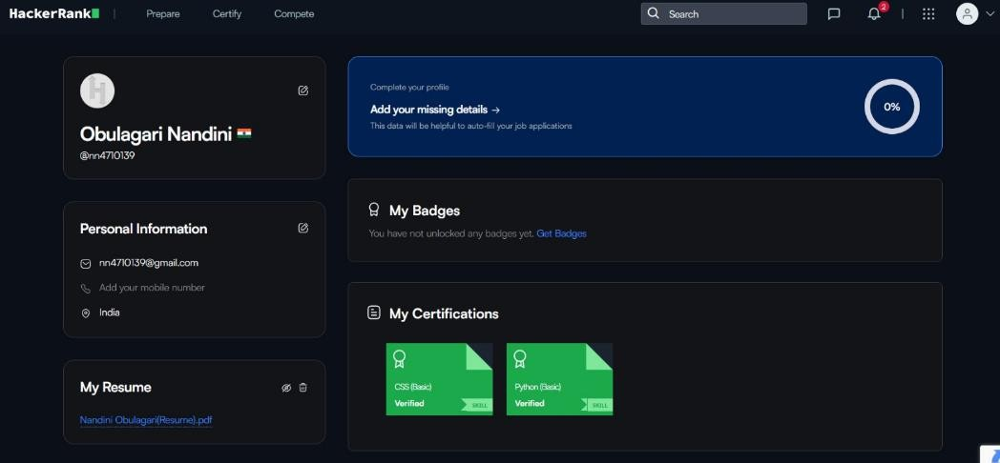 HackerRank
Prepare
Certify
Compete
Search
2
Obulagari Nandini
@nn4710139
Complete your profile
Add your missing details →
This data will be helpful to auto-fill your job applications
0%
Personal Information
nn4710139@gmail.com
Add your mobile number
India
My Badges
You have not unlocked any badges yet. Get Badges
My Resume
Nandini Obulagari(Resume).pdf
My Certifications
CSS (Basic)
Verified
SKILL
Python (Basic)
Verified
SKILL